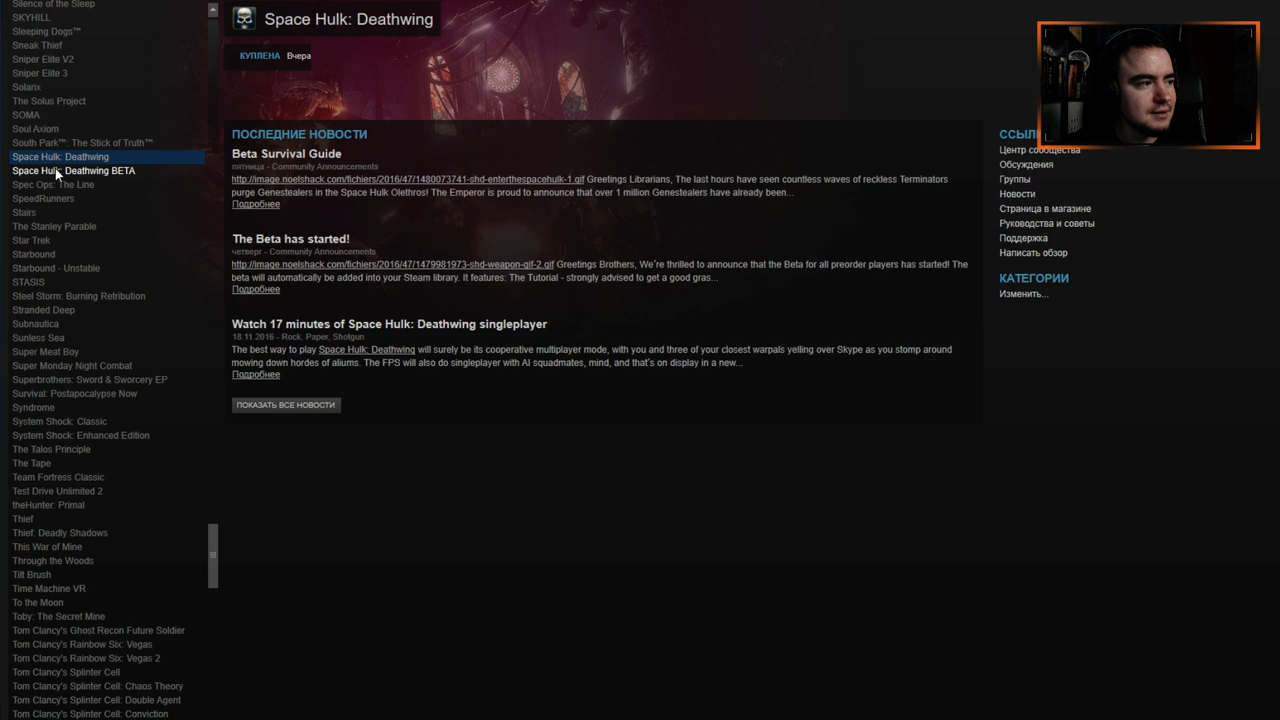 Silence of the Sleep
SKYHILL
Sleeping Dogs™
Sneak Thief
Sniper Elite V2
Sniper Elite 3
Solarix
The Solus Project
SOMA
Soul Axiom
South Park™: The Stick of Truth™
Space Hulk: Deathwing
Space Hulk: Deathwing BETA
Spec Ops: The Line
SpeedRunners
Stairs
The Stanley Parable
Star Trek
Starbound
Starbound - Unstable
STASIS
Steel Storm: Burning Retribution
Stranded Deep
Subnautica
Sunless Sea
Super Meat Boy
Super Monday Night Combat
Superbrothers: Sword & Sworcery EP
Survival: Postapocalypse Now
Syndrome
System Shock: Classic
System Shock: Enhanced Edition
The Talos Principle
The Tape
Team Fortress Classic
Test Drive Unlimited 2
theHunter: Primal
Thief
Thief: Deadly Shadows
This War of Mine
Through the Woods
Tilt Brush
Time Machine VR
To the Moon
Toby: The Secret Mine
Tom Clancy's Ghost Recon Future Soldier
Tom Clancy's Rainbow Six: Vegas
Tom Clancy's Rainbow Six: Vegas 2
Tom Clancy's Splinter Cell
Tom Clancy's Splinter Cell: Chaos Theory
Tom Clancy's Splinter Cell: Double Agent
Tom Clancy's Splinter Cell: Conviction
Space Hulk: Deathwing
КУПЛЕНА Вчера
ПОСЛЕДНИЕ НОВОСТИ
Beta Survival Guide
пятница - Community Announcements
http://image.noelshack.com/fichiers/2016/47/1480073741-shd-enterthespacehulk-1.gif Greetings Librarians, The last hours have seen countless waves of reckless Terminators
purge Genestealers in the Space Hulk Olethros! The Emperor is proud to announce that over 1 million Genestealers have already been...
Подробнее
The Beta has started!
четверг - Community Announcements
http://image.noelshack.com/fichiers/2016/47/1479981973-shd-weapon-gif-2.gif Greetings Brothers, We're thrilled to announce that the Beta for all preorder players has started! The
beta will automatically be added into your Steam library. It features: The Tutorial - strongly advised to get a good gras...
Подробнее
Watch 17 minutes of Space Hulk: Deathwing singleplayer
18.11.2016 - Rock, Paper, Shotgun
The best way to play Space Hulk: Deathwing will surely be its cooperative multiplayer mode, with you and three of your closest warpals yelling over Skype as you stomp around
mowing down hordes of aliums. The FPS will also do singleplayer with AI squadmates, mind, and that's on display in a new...
Подробнее
ПОКАЗАТЬ ВСЕ НОВОСТИ
ССЫЛ
Центр сообщества
Обсуждения
Группы
Новости
Страница в магазине
Руководства и советы
Поддержка
Написать обзор
КАТЕГОРИИ
Изменить...